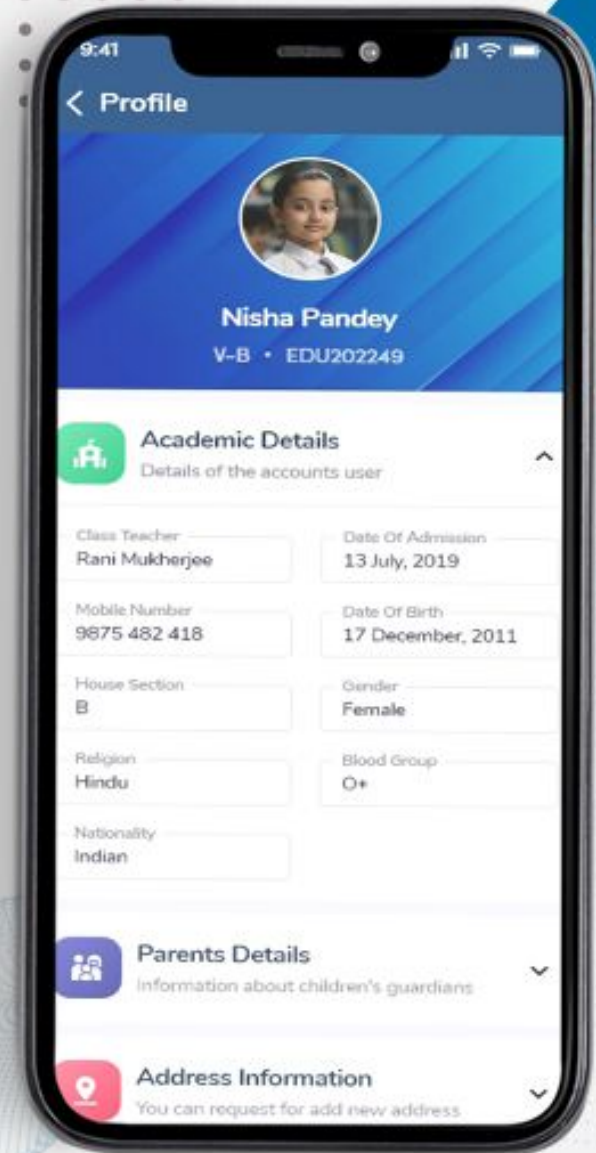 9:41
Profile
Nisha Pandey
V-B • EDU202249
Academic Details
Details of the accounts user
Class Teacher
Rani Mukherjee
Date Of Admission
13 July, 2019
Mobile Number
9875 482 418
Date Of Birth
17 December, 2011
House Section
B
Gender
Female
Religion
Hindu
Blood Group
O+
Nationality
Indian
Parents Details
Information about children's guardians
Address Information
You can request for add new address